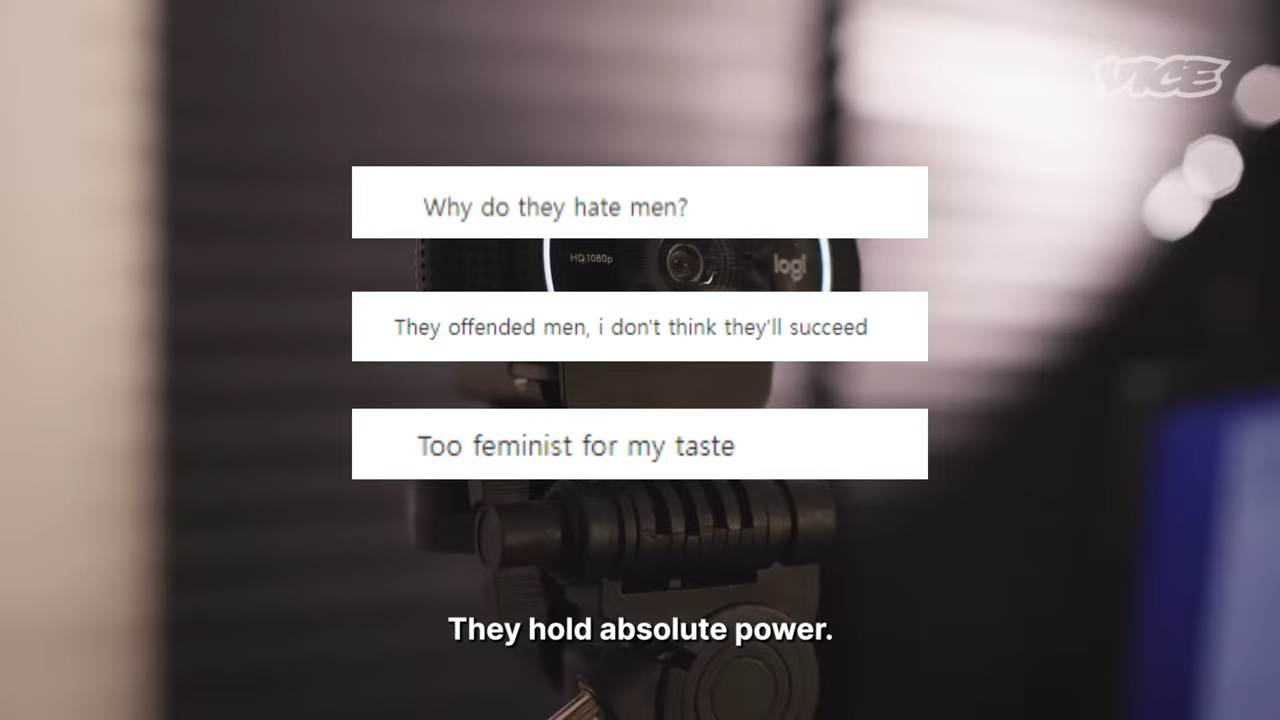 VICE
Why do they hate men?
HD 1080p
logi
They offended men, i don't think they'll succeed
Too feminist for my taste
They hold absolute power.